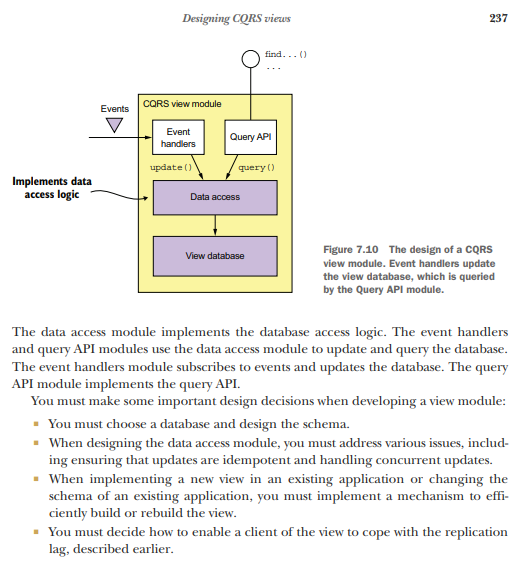 Designing CQRS views
237
find...()
...
Events
CQRS view module
Event
handlers
Query API
update()
query()
Implements data
access logic
Data access
View database
Figure 7.10 The design of a CQRS
view module. Event handlers update
the view database, which is queried
by the Query API module.
The data access module implements the database access logic. The event handlers
and query API modules use the data access module to update and query the database.
The event handlers module subscribes to events and updates the database. The query
API module implements the query API.
You must make some important design decisions when developing a view module:
■ You must choose a database and design the schema.
■ When designing the data access module, you must address various issues, includ-
ing ensuring that updates are idempotent and handling concurrent updates.
■ When implementing a new view in an existing application or changing the
schema of an existing application, you must implement a mechanism to effi-
ciently build or rebuild the view.
■ You must decide how to enable a client of the view to cope with the replication
lag, described earlier.